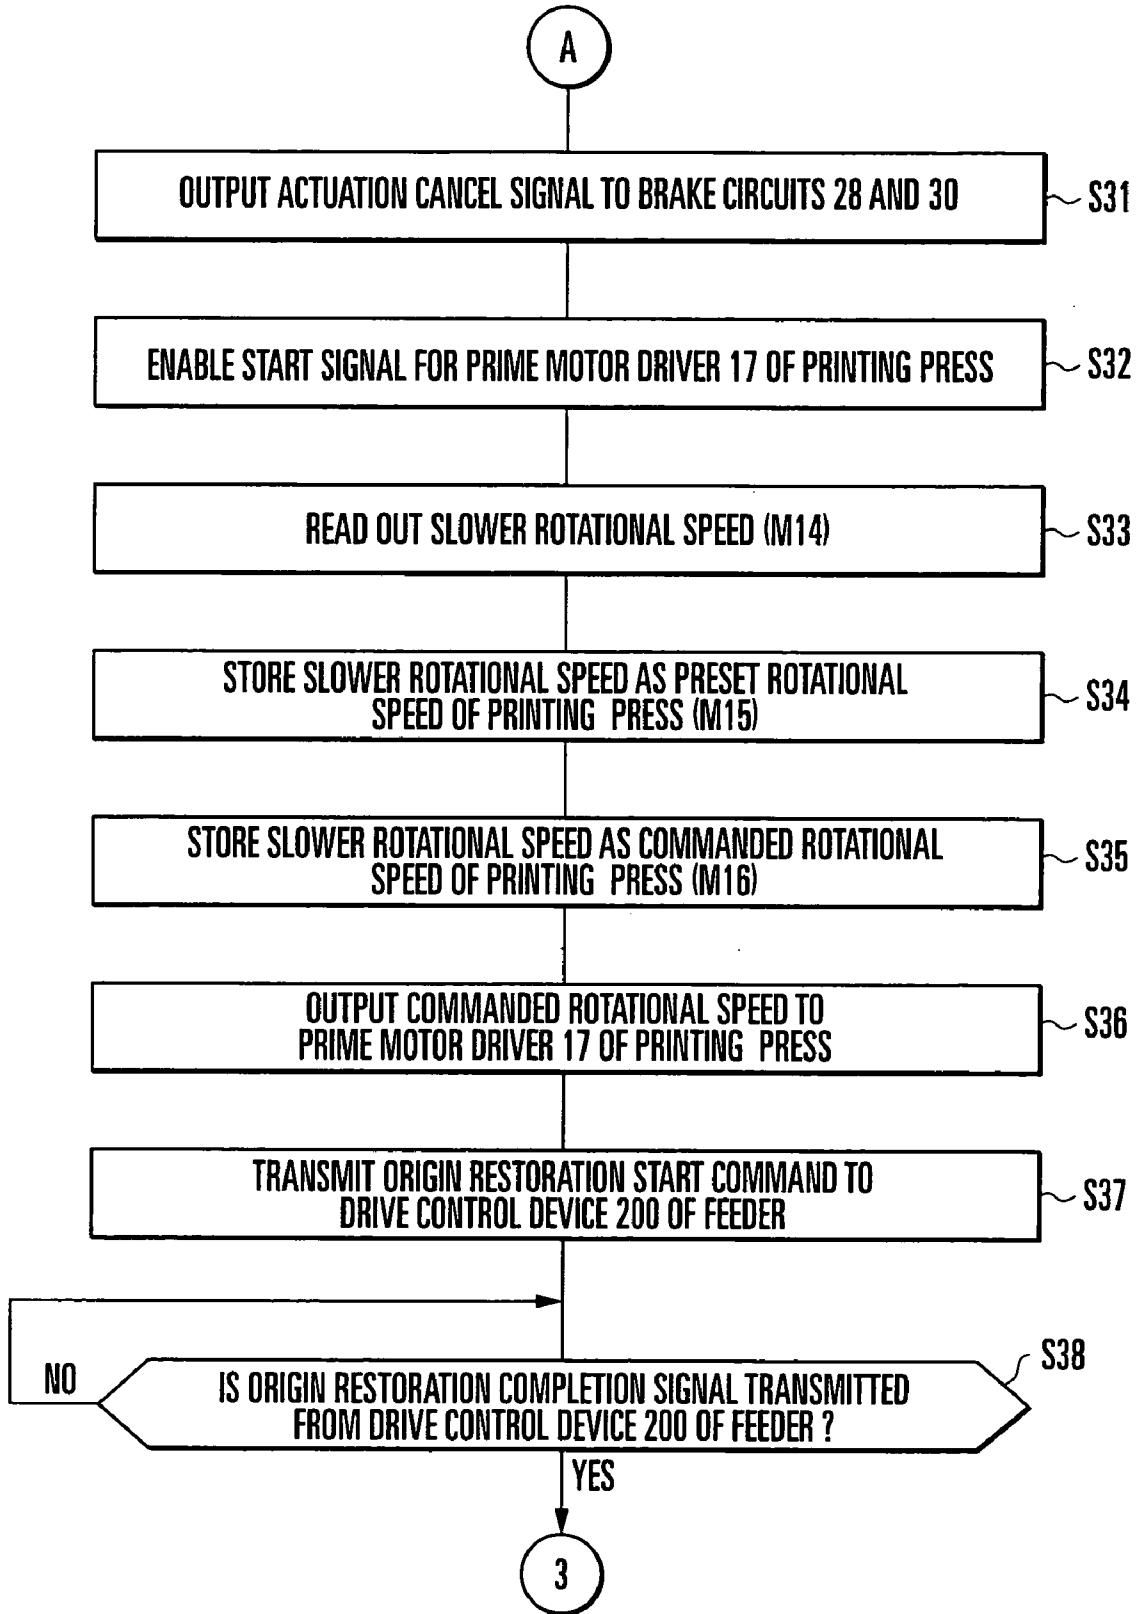 A
OUTPUT ACTUATION CANCEL SIGNAL TO BRAKE CIRCUITS 28 AND 30
S31
ENABLE START SIGNAL FOR PRIME MOTOR DRIVER 17 OF PRINTING PRESS
S32
READ OUT SLOWER ROTATIONAL SPEED (M14)
S33
STORE SLOWER ROTATIONAL SPEED AS PRESET ROTATIONAL
SPEED OF PRINTING PRESS (M15)
S34
STORE SLOWER ROTATIONAL SPEED AS COMMANDED ROTATIONAL
SPEED OF PRINTING PRESS (M16)
S35
OUTPUT COMMANDED ROTATIONAL SPEED TO
PRIME MOTOR DRIVER 17 OF PRINTING PRESS
S36
TRANSMIT ORIGIN RESTORATION START COMMAND TO
DRIVE CONTROL DEVICE 200 OF FEEDER
S37
S38
NO
IS ORIGIN RESTORATION COMPLETION SIGNAL TRANSMITTED
FROM DRIVE CONTROL DEVICE 200 OF FEEDER ?
YES
3